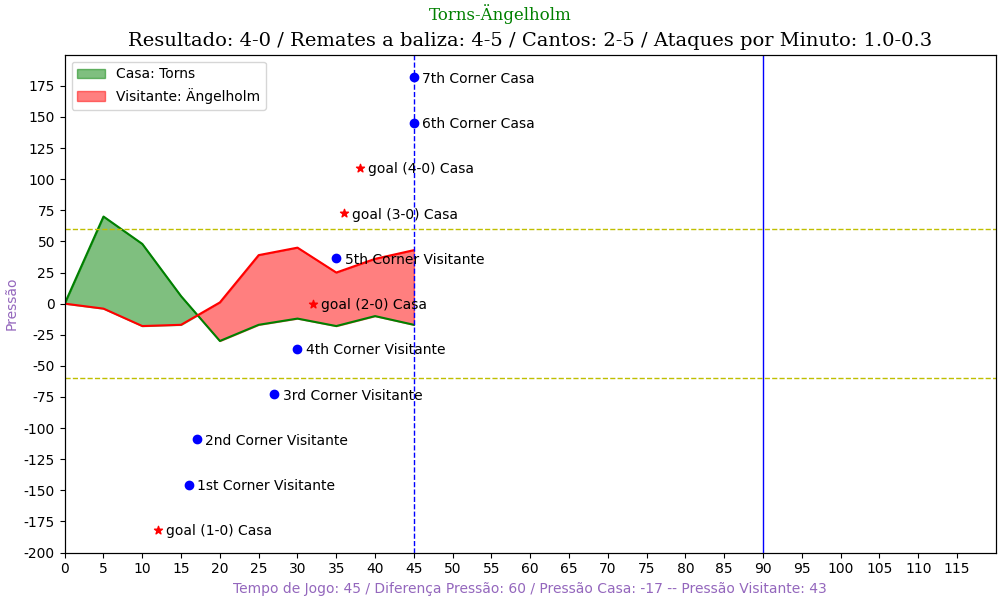 Torns-Ängelholm
Resultado: 4-0 / Remates a baliza: 4-5 / Cantos: 2-5 / Ataques por Minuto: 1.0-0.3
Casa: Torns
Visitante: Ängelholm
7th Corner Casa
6th Corner Casa
goal (4-0) Casa
goal (3-0) Casa
5th Corner Visitante
goal (2-0) Casa
4th Corner Visitante
3rd Corner Visitante
2nd Corner Visitante
1st Corner Visitante
goal (1-0) Casa
Pressão
175
150
125
100
75
50
25
0
-25
-50
-75
-100
-125
-150
-175
-200
0 5 10 15 20 25 30 35 40 45 50 55 60 65 70 75 80 85 90 95 100 105 110 115
Tempo de Jogo: 45 / Diferença Pressão: 60 / Pressão Casa: -17 -- Pressão Visitante: 43